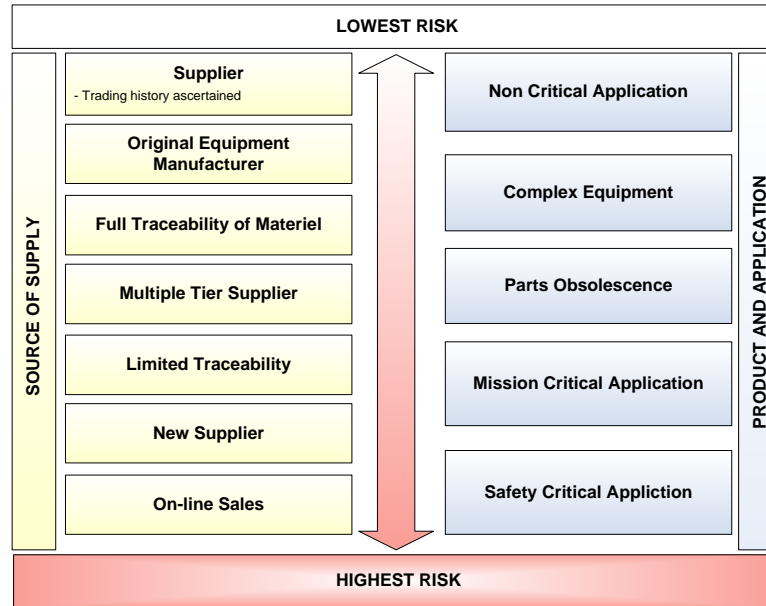 LOWEST RISK
SOURCE OF SUPPLY
Supplier
- Trading history ascertained
Original Equipment
Manufacturer
Full Traceability of Materiel
Multiple Tier Supplier
Limited Traceability
New Supplier
On-line Sales
Non Critical Application
Complex Equipment
Parts Obsolescence
Mission Critical Application
Safety Critical Appliction
PRODUCT AND APPLICATION
HIGHEST RISK